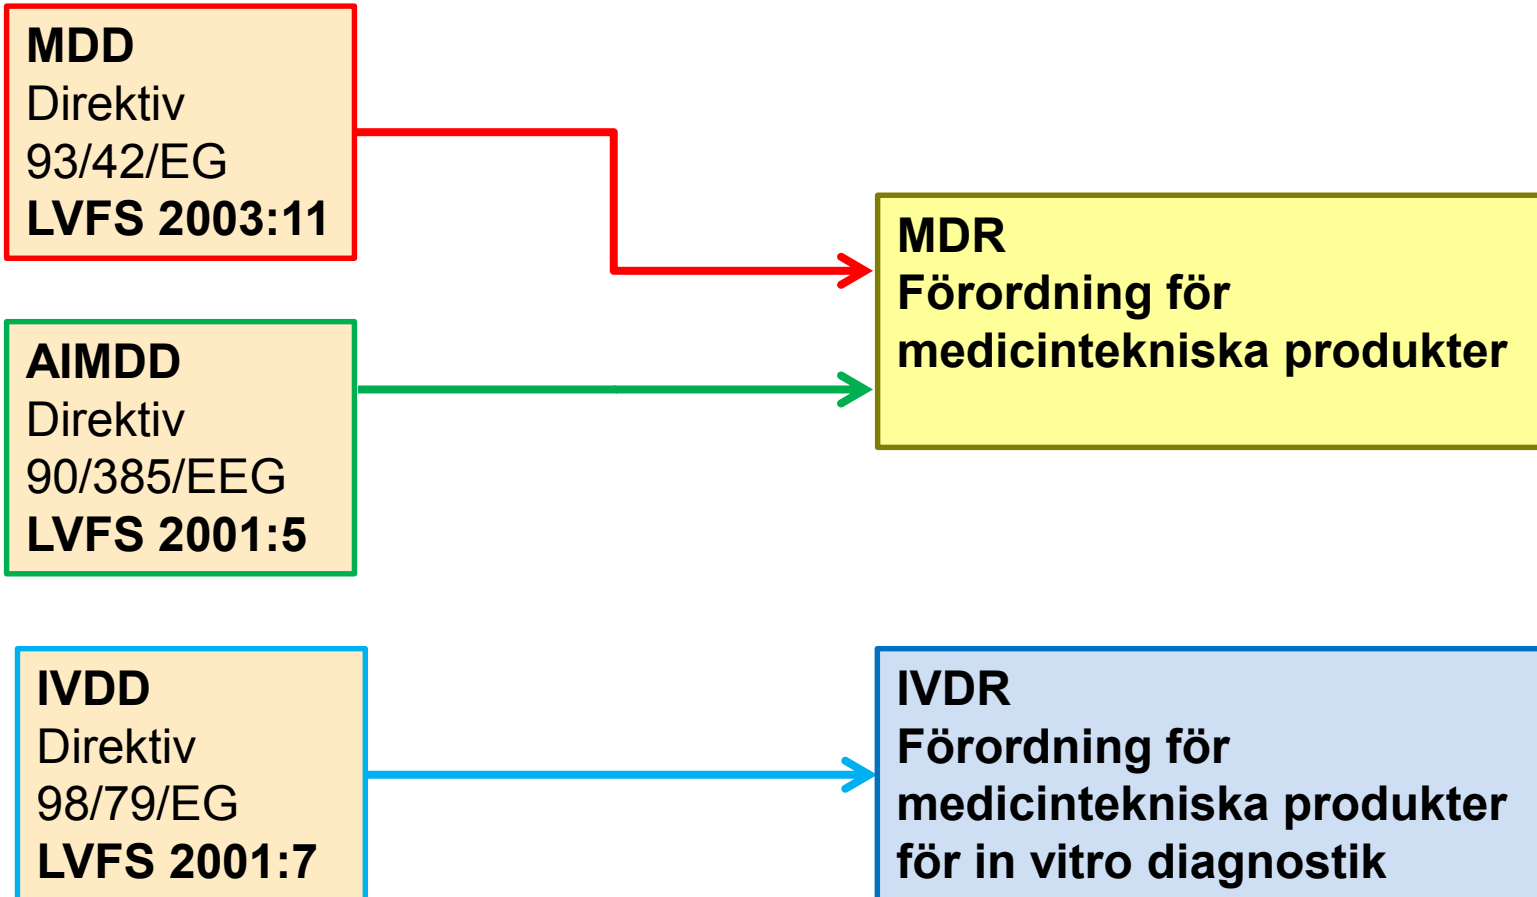 MDD
Direktiv
93/42/EG
LVFS 2003:11
AIMDD
Direktiv
90/385/EEG
LVFS 2001:5
IVDD
Direktiv
98/79/EG
LVFS 2001:7
MDR
Förordning för
medicintekniska produkter
IVDR
Förordning för
medicintekniska produkter
för in vitro diagnostik